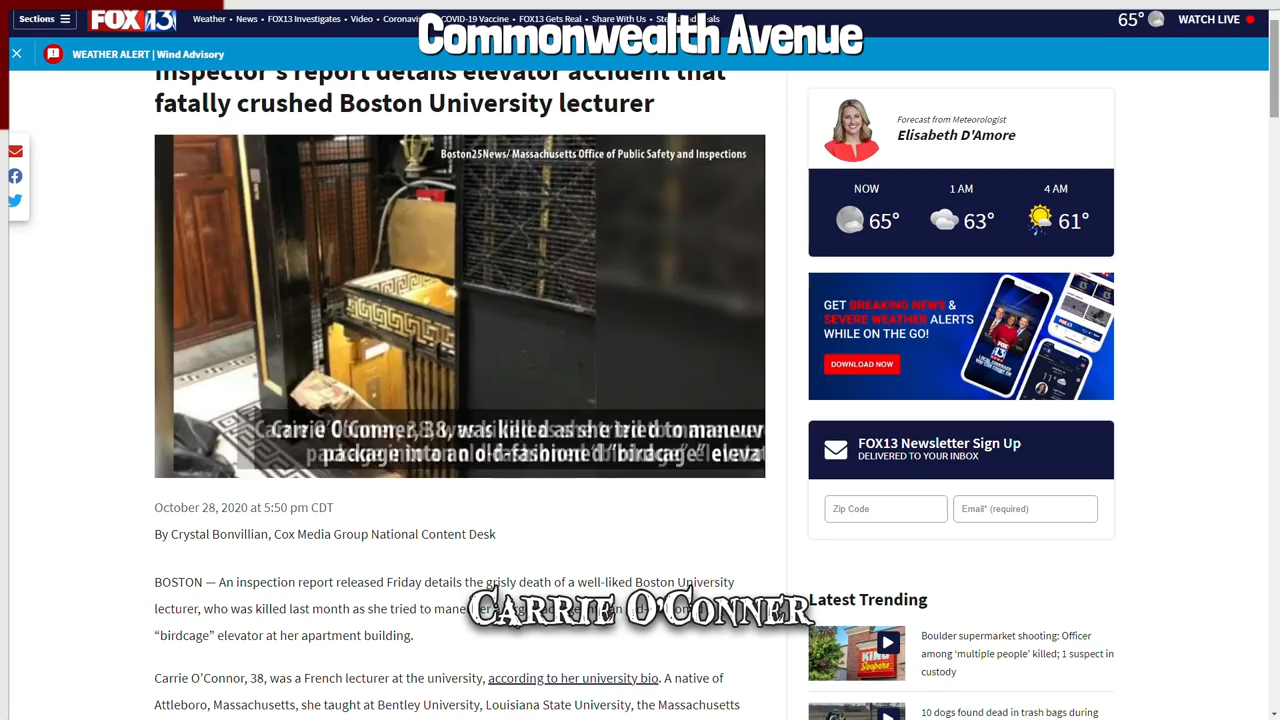 Sections
FOX 13
Weather
News
FOX13 Investigates
Video
COVID-19 Vaccine
FOX13 Gets Real
Share With Us
65°
WATCH LIVE
Commonwealth Avenue
WEATHER ALERT | Wind Advisory
Inspector's report details elevator accident that
fatally crushed Boston University lecturer
Boston25News/ Massachusetts Office of Public Safety and Inspections
October 28, 2020 at 5:50 pm CDT
By Crystal Bonvillian, Cox Media Group National Content Desk
BOSTON — An inspection report released Friday details the grisly death of a well-liked Boston University
lecturer, who was killed last month as she tried to
“birdcage” elevator at her apartment building.
Carrie O'Conner
Carrie O’Connor, 38, was a French lecturer at the university, according to her university bio. A native of
Attleboro, Massachusetts, she taught at Bentley University, Louisiana State University, the Massachusetts
Forecast from Meteorologist
Elisabeth D'Amore
NOW 1 AM 4 AM
65° 63° 61°
GET BREAKING NEWS &
SEVERE WEATHER ALERTS
WHILE ON THE GO!
DOWNLOAD NOW
FOX13 Newsletter Sign Up
DELIVERED TO YOUR INBOX
Zip Code
Email* (required)
Latest Trending
Boulder supermarket shooting: Officer
among ‘multiple people’ killed; 1 suspect in
custody
10 dogs found dead in trash bags during